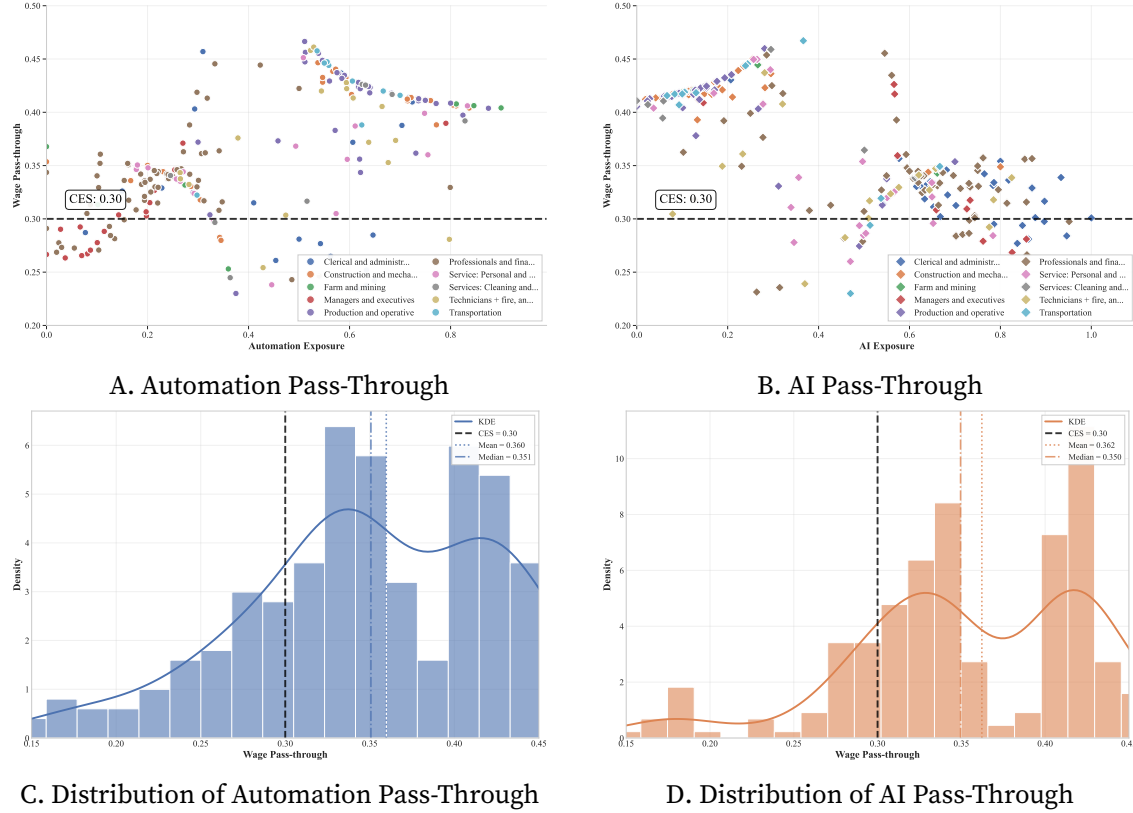 0.50
0.45
0.40
0.35
0.30
0.25
0.20
Wage Pass-through
CES: 0.30
Clerical and administr...
Construction and mecha...
Farm and mining
Managers and executives
Production and operative
Professionals and fina...
Service: Personal and ...
Services: Cleaning and...
Technicians + fire, an...
Transportation
0.0 0.2 0.4 0.6 0.8
Automation Exposure
A. Automation Pass-Through
0.50
0.45
0.40
0.35
0.30
0.25
0.20
Wage Pass-through
CES: 0.30
Clerical and administr...
Construction and mecha...
Farm and mining
Managers and executives
Production and operative
Professionals and fina...
Service: Personal and ...
Services: Cleaning and...
Technicians + fire, an...
Transportation
0.0 0.2 0.4 0.6 0.8 1.0
AI Exposure
B. AI Pass-Through
KDE
CES = 0.30
Mean = 0.360
Median = 0.351
6
5
4
3
2
1
0
Density
0.15 0.20 0.25 0.30 0.35 0.40 0.45
Wage Pass-through
C. Distribution of Automation Pass-Through
KDE
CES = 0.30
Mean = 0.362
Median = 0.350
10
8
6
4
2
0
Density
0.15 0.20 0.25 0.30 0.35 0.40 0.4
Wage Pass-through
D. Distribution of AI Pass-Through